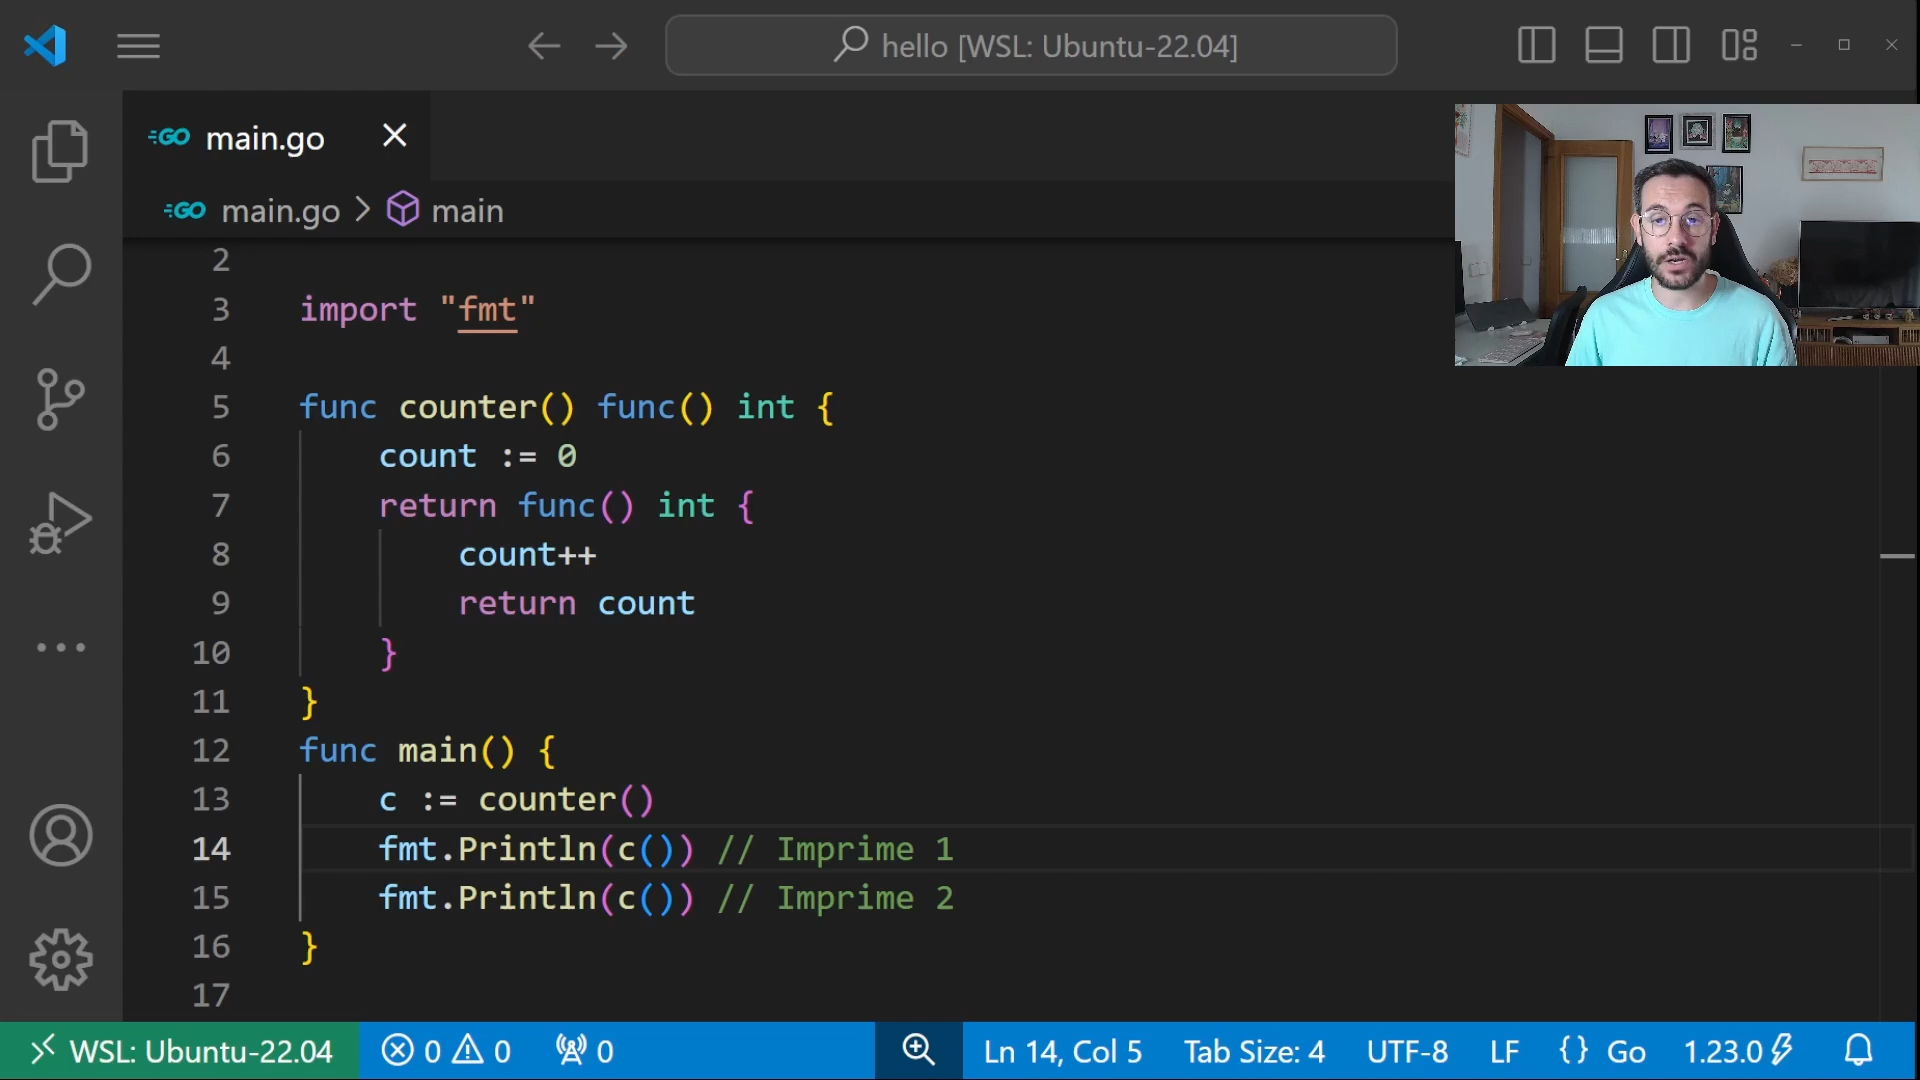 hello [WSL: Ubuntu-22.04]
GO main.go
GO main.go > main
2
3 import "fmt"
4
5 func counter() func() int {
6 count := 0
7 return func() int {
8 count++
9 return count
10 }
11 }
12 func main() {
13 c := counter()
14 fmt.Println(c()) // Imprime 1
15 fmt.Println(c()) // Imprime 2
16 }
17
WSL: Ubuntu-22.04 0 0 0 Ln 14, Col 5 Tab Size: 4 UTF-8 LF {} Go 1.23.0